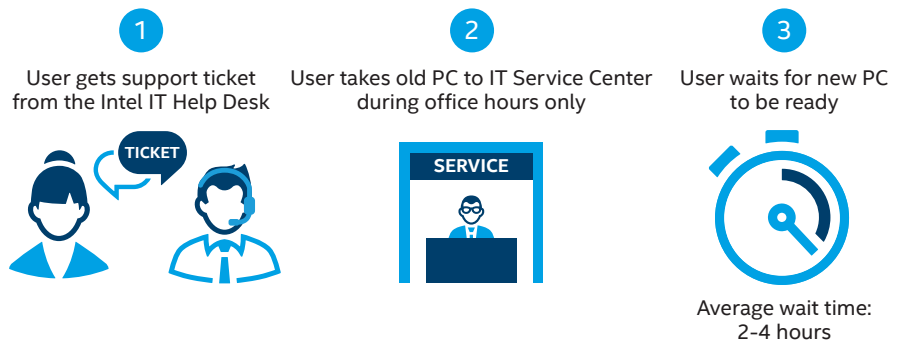 1
User gets support ticket
from the Intel IT Help Desk
TICKET
2
User takes old PC to IT Service Center
during office hours only
SERVICE
3
User waits for new PC
to be ready
Average wait time:
2-4 hours